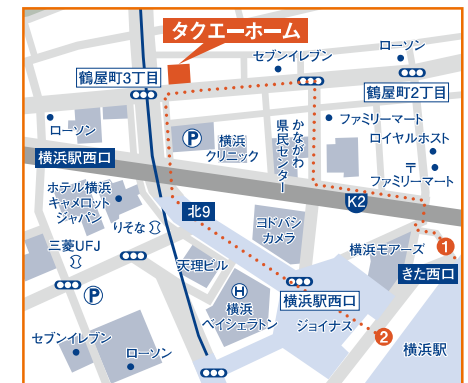 タクエーホーム
セブンイレブン
ローソン
鶴屋町3丁目
鶴屋町2丁目
ローソン
P
横浜
クリニック
かながわ
県民センター
ファミリーマート
ロイヤルホスト
〒
ファミリーマート
横浜駅西口
K2
ホテル横浜
キャメロット
ジャパン
北9
りそな
ヨドバシ
カメラ
横浜モアーズ
1
きた西口
三菱UFJ
天理ビル
P
H
横浜
ベイシェラトン
横浜駅西口
ジョイナス
2
横浜駅
セブンイレブン
ローソン